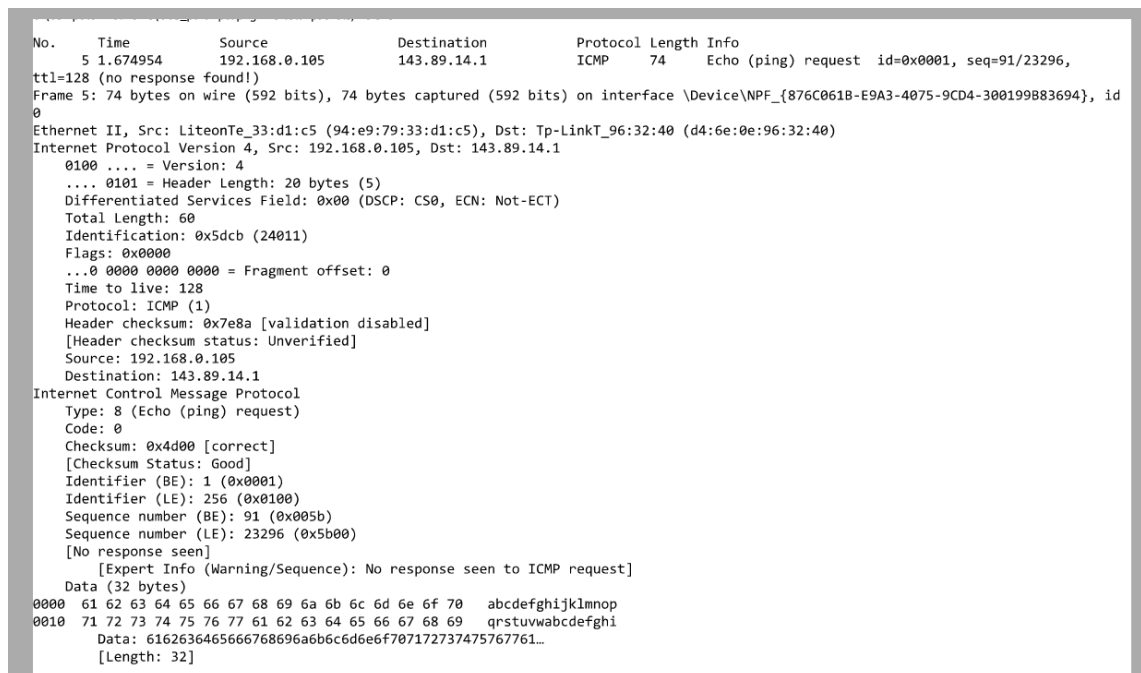 No. Time Source Destination Protocol Length Info
5 1.674954 192.168.0.105 143.89.14.1 ICMP 74 Echo (ping) request id=0x0001, seq=91/23296,
ttl=128 (no response found!)
Frame 5: 74 bytes on wire (592 bits), 74 bytes captured (592 bits) on interface \Device\NPF_{876C061B-E9A3-4075-9CD4-300199B83694}, id
0
Ethernet II, Src: LiteonTe_33:d1:c5 (94:e9:79:33:d1:c5), Dst: Tp-LinkT_96:32:40 (d4:6e:0e:96:32:40)
Internet Protocol Version 4, Src: 192.168.0.105, Dst: 143.89.14.1
0100 .... = Version: 4
.... 0101 = Header Length: 20 bytes (5)
Differentiated Services Field: 0x00 (DSCP: CS0, ECN: Not-ECT)
Total Length: 60
Identification: 0x5dcb (24011)
Flags: 0x0000
...0 0000 0000 0000 = Fragment offset: 0
Time to live: 128
Protocol: ICMP (1)
Header checksum: 0x7e8a [validation disabled]
[Header checksum status: Unverified]
Source: 192.168.0.105
Destination: 143.89.14.1
Internet Control Message Protocol
Type: 8 (Echo (ping) request)
Code: 0
Checksum: 0x4d00 [correct]
[Checksum Status: Good]
Identifier (BE): 1 (0x0001)
Identifier (LE): 256 (0x0100)
Sequence number (BE): 91 (0x005b)
Sequence number (LE): 23296 (0x5b00)
[No response seen]
[Expert Info (Warning/Sequence): No response seen to ICMP request]
Data (32 bytes)
0000 61 62 63 64 65 66 67 68 69 6a 6b 6c 6d 6e 6f 70 abcdefghijklmnop
0010 71 72 73 74 75 76 77 61 62 63 64 65 66 67 68 69 qrstuvwabcdefghi
Data: 6162636465666768696a6b6c6d6e6f707172737475767761…
[Length: 32]